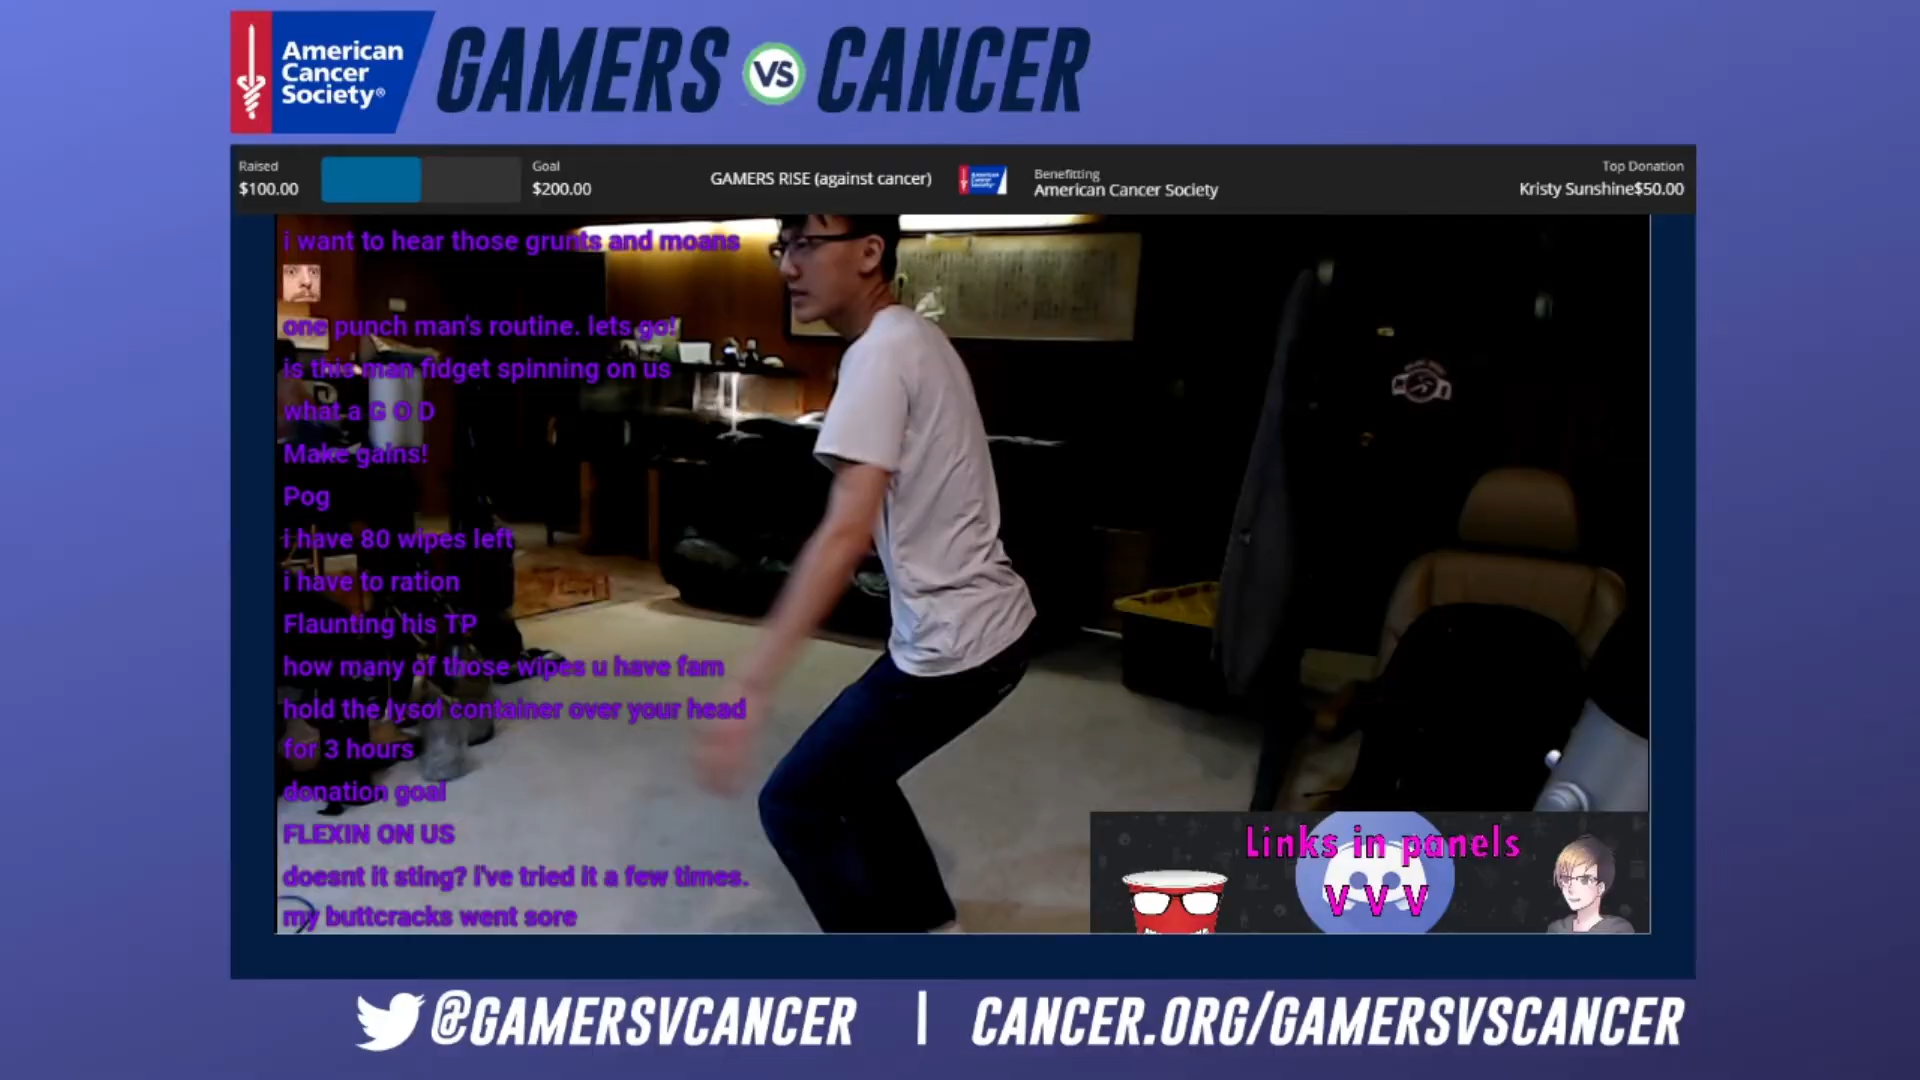 American
Cancer
Society®
GAMERS VS CANCER
Raised
$100.00
Goal
$200.00
GAMERS RISE (against cancer)
American
Cancer
Society
Benefitting
American Cancer Society
Top Donation
Kristy Sunshine$50.00
i want to hear those grunts and moans
one punch man's routine. lets go!
is this man fidget spinning on us
what a G O D
Make gains!
Pog
i have 80 wipes left
i have to ration
Flaunting his TP
how many of those wipes u have fam
hold the lysol container over your head
for 3 hours
donation goal
FLEXIN ON US
doesnt it sting? I've tried it a few times.
my buttcracks went sore
Links in panels
V V V
@GAMERSVCANCER | CANCER.ORG/GAMERSVSCANCER